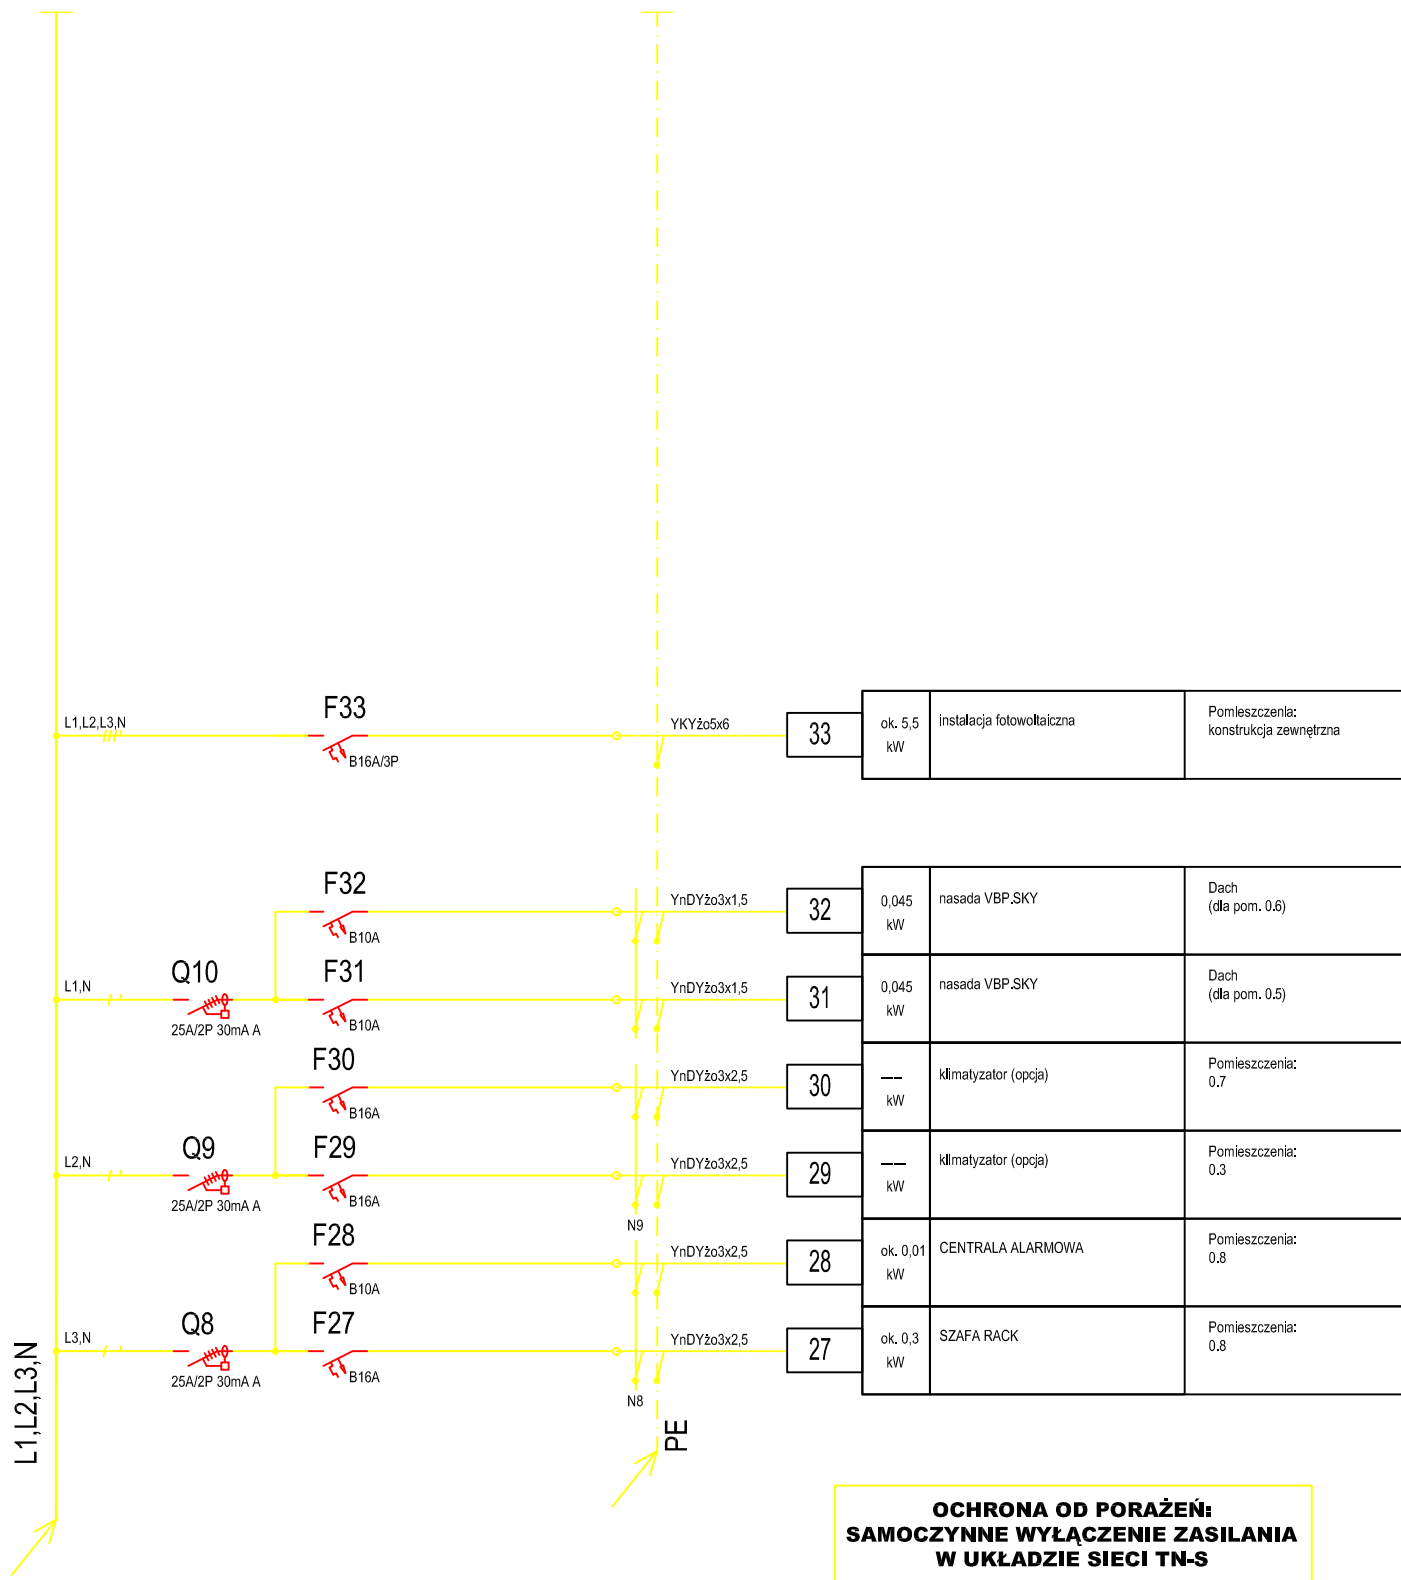 F33
L1,L2,L3,N
B16A/3P
YKYżo5x6
33
ok. 5,5
kW
instalacja fotowoltaiczna
Pomieszczenia:
konstrukcja zewnętrzna
F32
B10A
YnDYżo3x1,5
32
0,045
kW
nasada VBP.SKY
Dach
(dla pom. 0.6)
L1,N
Q10
25A/2P 30mA A
F31
B10A
YnDYżo3x1,5
31
0,045
kW
nasada VBP.SKY
Dach
(dla pom. 0.5)
F30
B16A
YnDYżo3x2,5
30
---
kW
klimatyzator (opcja)
Pomieszczenia:
0.7
L2,N
Q9
25A/2P 30mA A
F29
B16A
N9
YnDYżo3x2,5
29
---
kW
klimatyzator (opcja)
Pomieszczenia:
0.3
F28
B10A
YnDYżo3x2,5
28
ok. 0,01
kW
CENTRALA ALARMOWA
Pomieszczenia:
0.8
L3,N
Q8
25A/2P 30mA A
F27
B16A
N8
YnDYżo3x2,5
27
ok. 0,3
kW
SZAFA RACK
Pomieszczenia:
0.8
L1,L2,L3,N
PE
OCHRONA OD PORAŻEŃ:
SAMOCZYNNE WYŁĄCZENIE ZASILANIA
W UKŁADZIE SIECI TN-S